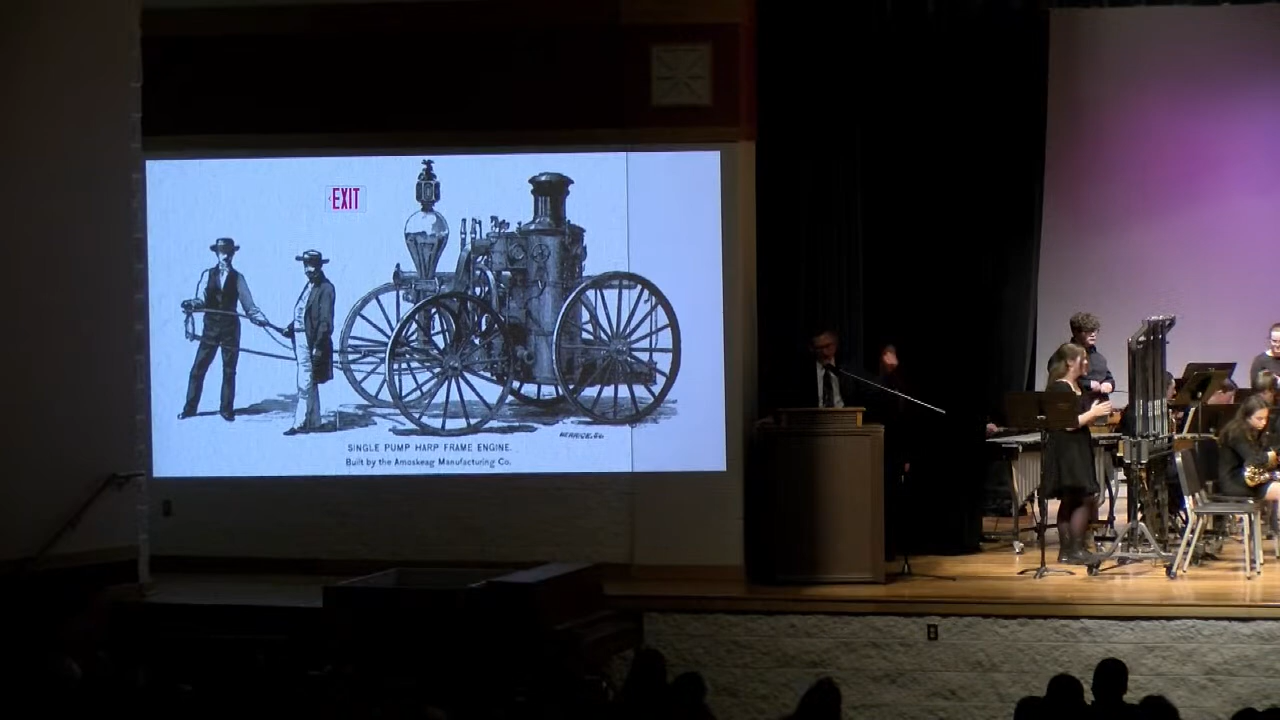 EXIT
SINGLE PUMP HARP FRAME ENGINE.
Built by the Amoskeag Manufacturing Co.